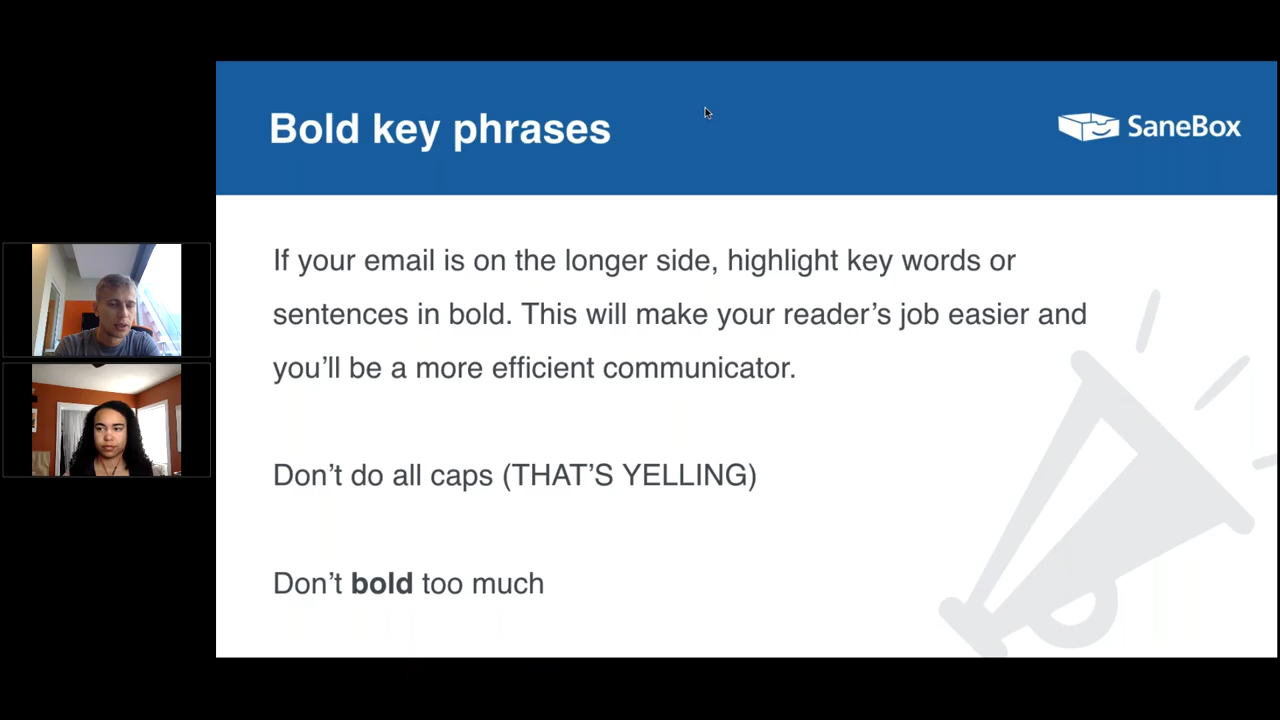 Bold key phrases
SaneBox
If your email is on the longer side, highlight key words or
sentences in bold. This will make your reader’s job easier and
you’ll be a more efficient communicator.
Don’t do all caps (THAT’S YELLING)
Don’t bold too much